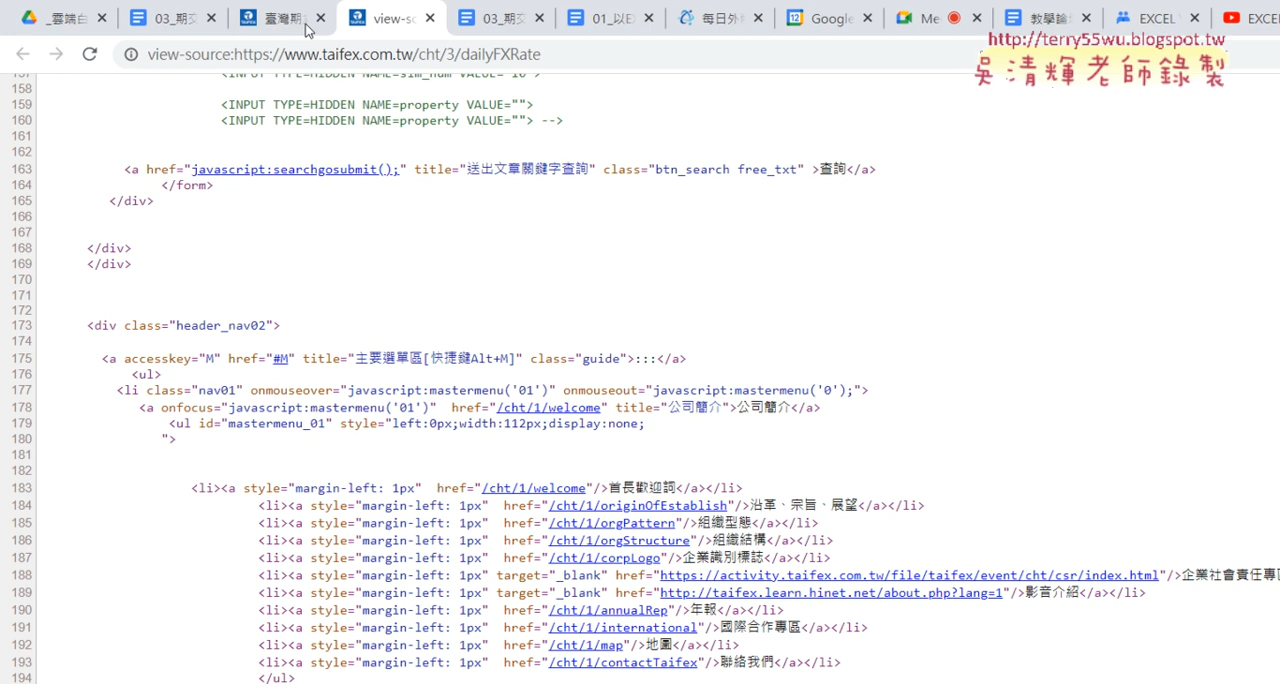 _雲端白
03_期交
臺灣期
view-so
03_期交
01_以E
每日外
Google
Me
教學論
EXCEL
EXCE
view-source:https://www.taifex.com.tw/cht/3/dailyFXRate
http://terry55wu.blogspot.tw
吳清輝老師錄製
158
159 <INPUT TYPE=HIDDEN NAME=property VALUE="">
160 <INPUT TYPE=HIDDEN NAME=property VALUE=""> -->
161
162
163 <a href="javascript:searchgosubmit();" title="送出文章關鍵字查詢" class="btn_search free_txt" >查詢</a>
164 </form>
165 </div>
166
167
168 </div>
169 </div>
170
171
172
173 <div class="header_nav02">
174
175 <a accesskey="M" href="#M" title="主要選單區[快捷鍵Alt+M]" class="guide">:::</a>
176 <ul>
177 <li class="nav01" onmouseover="javascript:mastermenu('01')" onmouseout="javascript:mastermenu('0');">
178 <a onfocus="javascript:mastermenu('01')" href="/cht/1/welcome" title="公司簡介">公司簡介</a>
179 <ul id="mastermenu_01" style="left:0px;width:112px;display:none;
180 ">
181
182
183 <li><a style="margin-left: 1px" href="/cht/1/welcome"/>首長歡迎詞</a></li>
184 <li><a style="margin-left: 1px" href="/cht/1/originOfEstablish"/>沿革、宗旨、展望</a></li>
185 <li><a style="margin-left: 1px" href="/cht/1/orgPattern"/>組織型態</a></li>
186 <li><a style="margin-left: 1px" href="/cht/1/orgStructure"/>組織結構</a></li>
187 <li><a style="margin-left: 1px" href="/cht/1/corpLogo"/>企業識別標誌</a></li>
188 <li><a style="margin-left: 1px" target="_blank" href="https://activity.taifex.com.tw/file/taifex/event/cht/csr/index.html"/>企業社會責任專
189 <li><a style="margin-left: 1px" target="_blank" href="http://taifex.learn.hinet.net/about.php?lang=1"/>影音介紹</a></li>
190 <li><a style="margin-left: 1px" href="/cht/1/annualRep"/>年報</a></li>
191 <li><a style="margin-left: 1px" href="/cht/1/international"/>國際合作專區</a></li>
192 <li><a style="margin-left: 1px" href="/cht/1/map"/>地圖</a></li>
193 <li><a style="margin-left: 1px" href="/cht/1/contactTaifex"/>聯絡我們</a></li>
194 </ul>